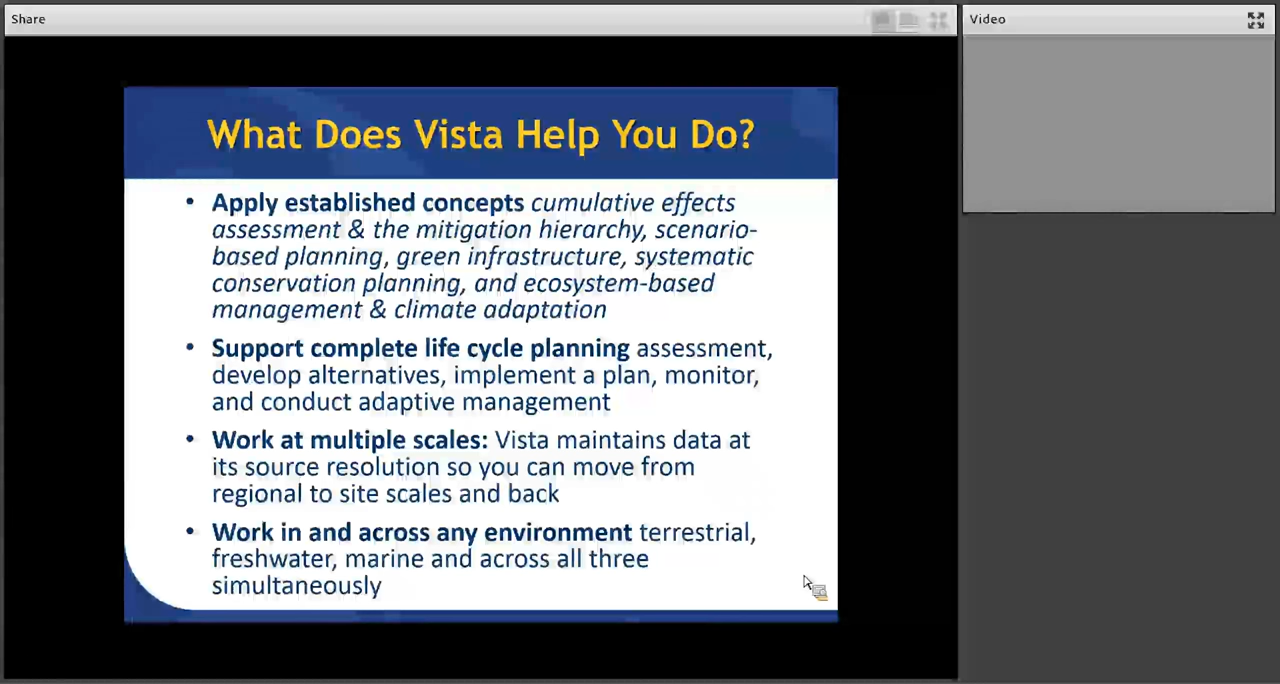 Share
Video
What Does Vista Help You Do?
• Apply established concepts cumulative effects
assessment & the mitigation hierarchy, scenario-
based planning, green infrastructure, systematic
conservation planning, and ecosystem-based
management & climate adaptation
• Support complete life cycle planning assessment,
develop alternatives, implement a plan, monitor,
and conduct adaptive management
• Work at multiple scales: Vista maintains data at
its source resolution so you can move from
regional to site scales and back
• Work in and across any environment terrestrial,
freshwater, marine and across all three
simultaneously